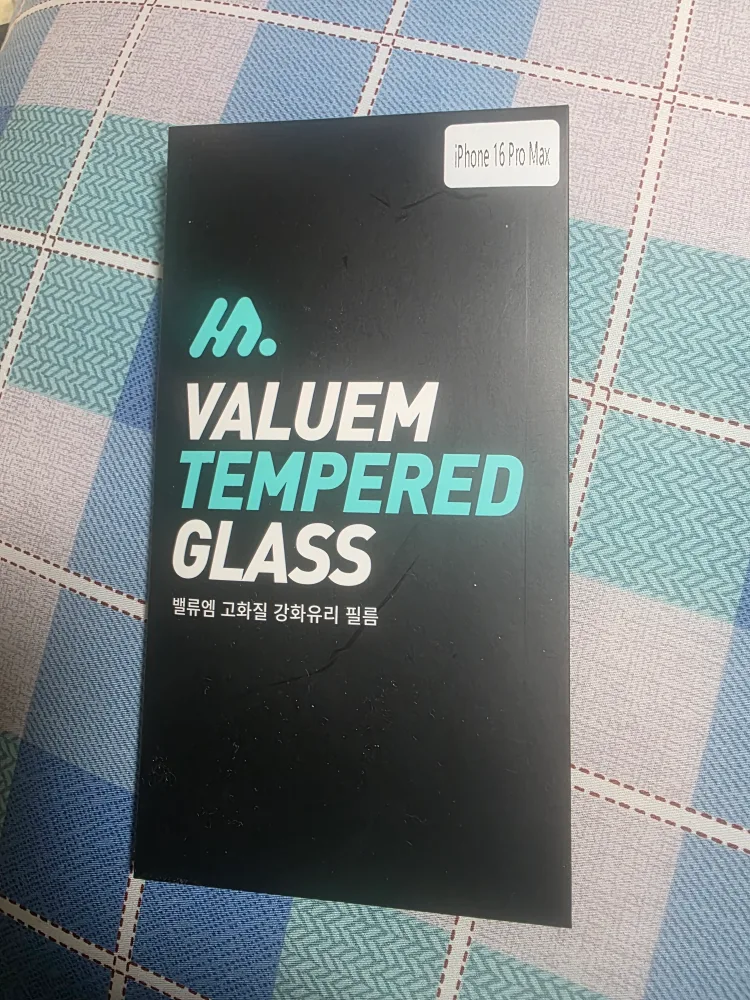 iPhone 16 Pro Max
VALUEM
TEMPERED
GLASS
밸류엠 고화질 강화유리 필름